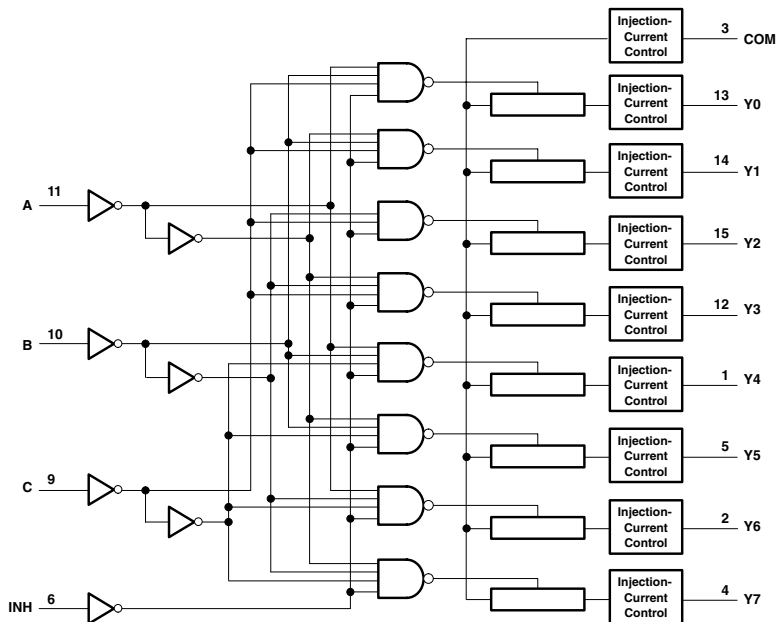 Injection-
Current
Control
3
COM
Injection-
Current
Control
13
Y0
Injection-
Current
Control
14
Y1
A
11
Injection-
Current
Control
15
Y2
Injection-
Current
Control
12
Y3
B
10
Injection-
Current
Control
1
Y4
Injection-
Current
Control
5
Y5
C
9
Injection-
Current
Control
2
Y6
INH
6
Injection-
Current
Control
4
Y7